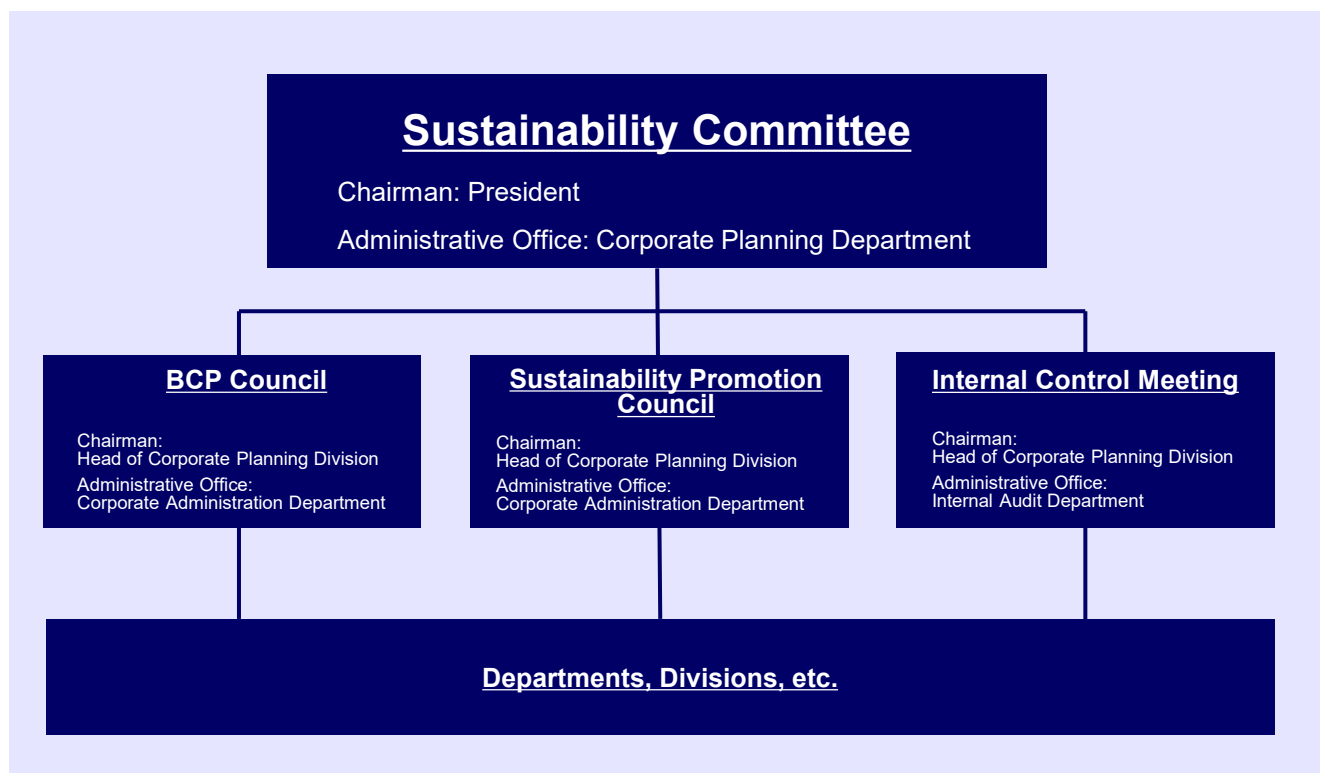 Sustainability Committee
Chairman: President
Administrative Office: Corporate Planning Department
BCP Council
Chairman:
Head of Corporate Planning Division
Administrative Office:
Corporate Administration Department
Sustainability Promotion
Council
Chairman:
Head of Corporate Planning Division
Administrative Office:
Corporate Administration Department
Internal Control Meeting
Chairman:
Head of Corporate Planning Division
Administrative Office:
Internal Audit Department
Departments, Divisions, etc.